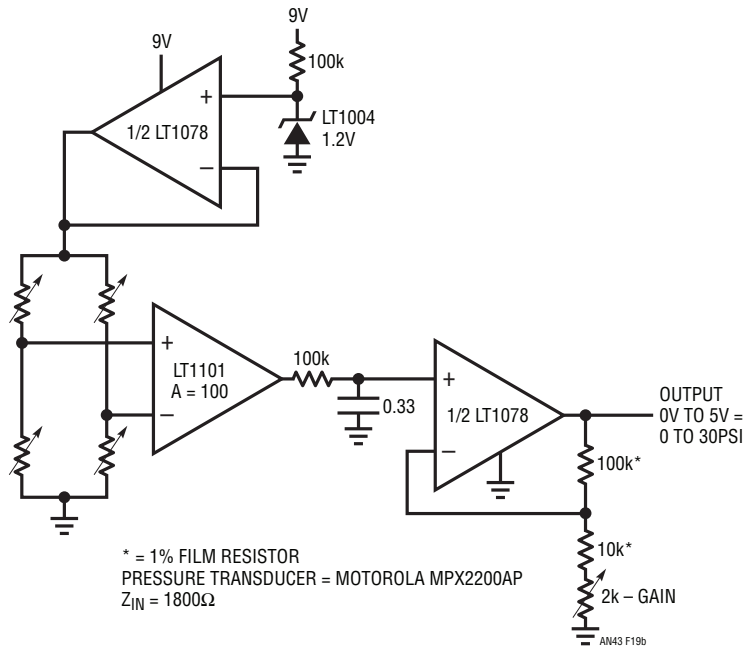 9V
9V
100k
+
1/2 LT1078
–
LT1004
1.2V
+
LT1101
A = 100
–
100k
0.33
+
1/2 LT1078
–
OUTPUT
0V TO 5V =
0 TO 30PSI
100k*
10k*
2k – GAIN
* = 1% FILM RESISTOR
PRESSURE TRANSDUCER = MOTOROLA MPX2200AP
ZIN = 1800Ω
AN43 F19b